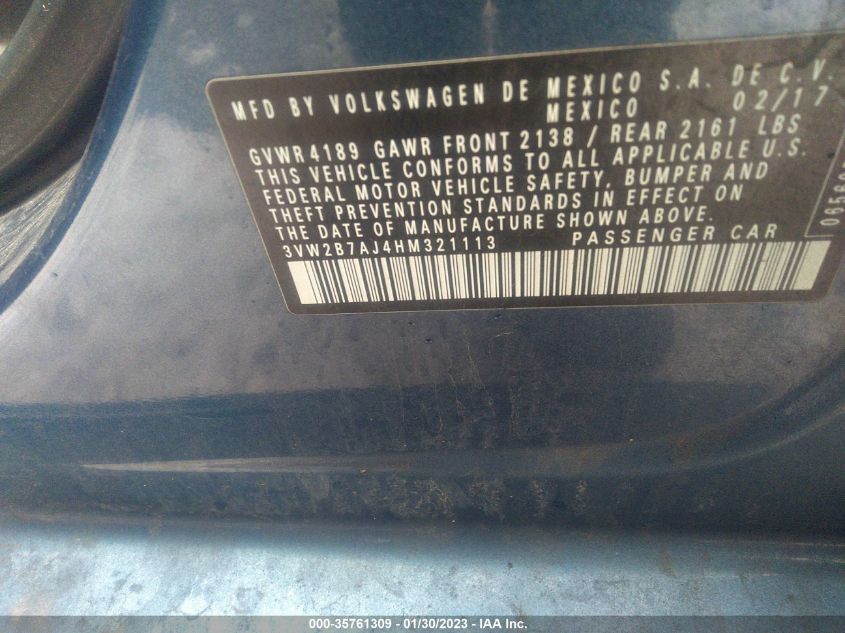 MFD BY VOLKSWAGEN DE MEXICO S.A. DE C.V.
MEXICO 02/17
GVWR 4189 GAWR FRONT 2138 / REAR 2161 LBS
THIS VEHICLE CONFORMS TO ALL APPLICABLE U.S.
FEDERAL MOTOR VEHICLE SAFETY, BUMPER AND
THEFT PREVENTION STANDARDS IN EFFECT ON
THE DATE OF MANUFACTURE SHOWN ABOVE.
3VW2B7AJ4HM321113 PASSENGER CAR
000-35761309 - 01/30/2023 - IAA Inc.